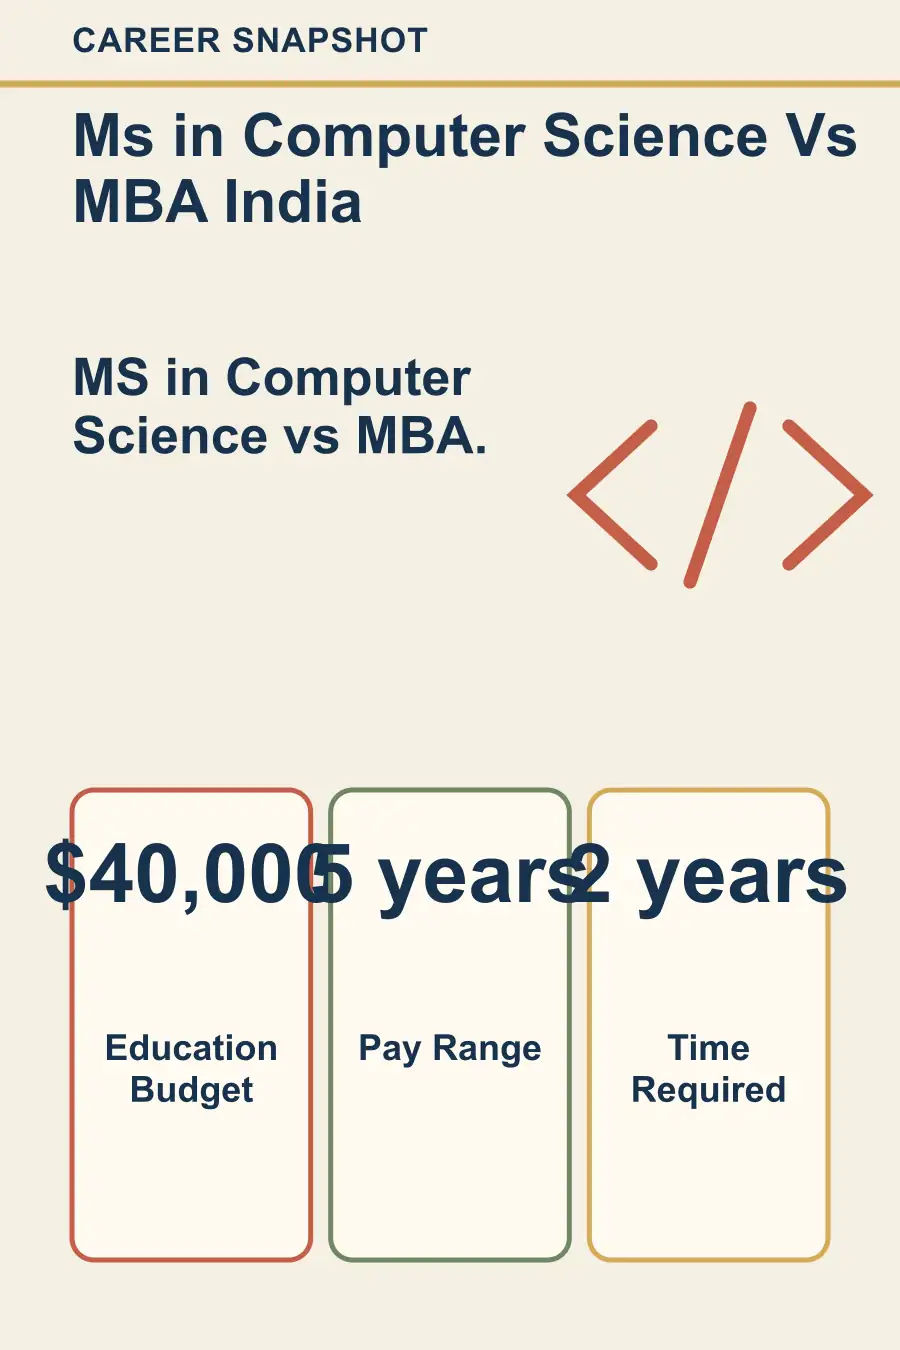 CAREER SNAPSHOT
Ms in Computer Science Vs
MBA India
MS in Computer
Science vs MBA.
$40,000
5 years
2 years
Education
Budget
Pay Range
Time
Required